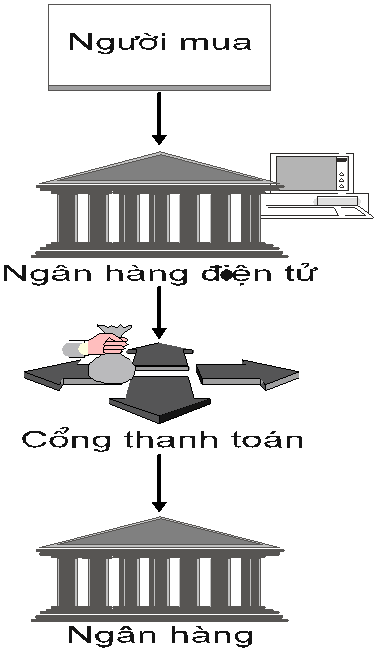 Người mua
Ngân hàng điện tử
Cổng thanh toán
Ngân hàng